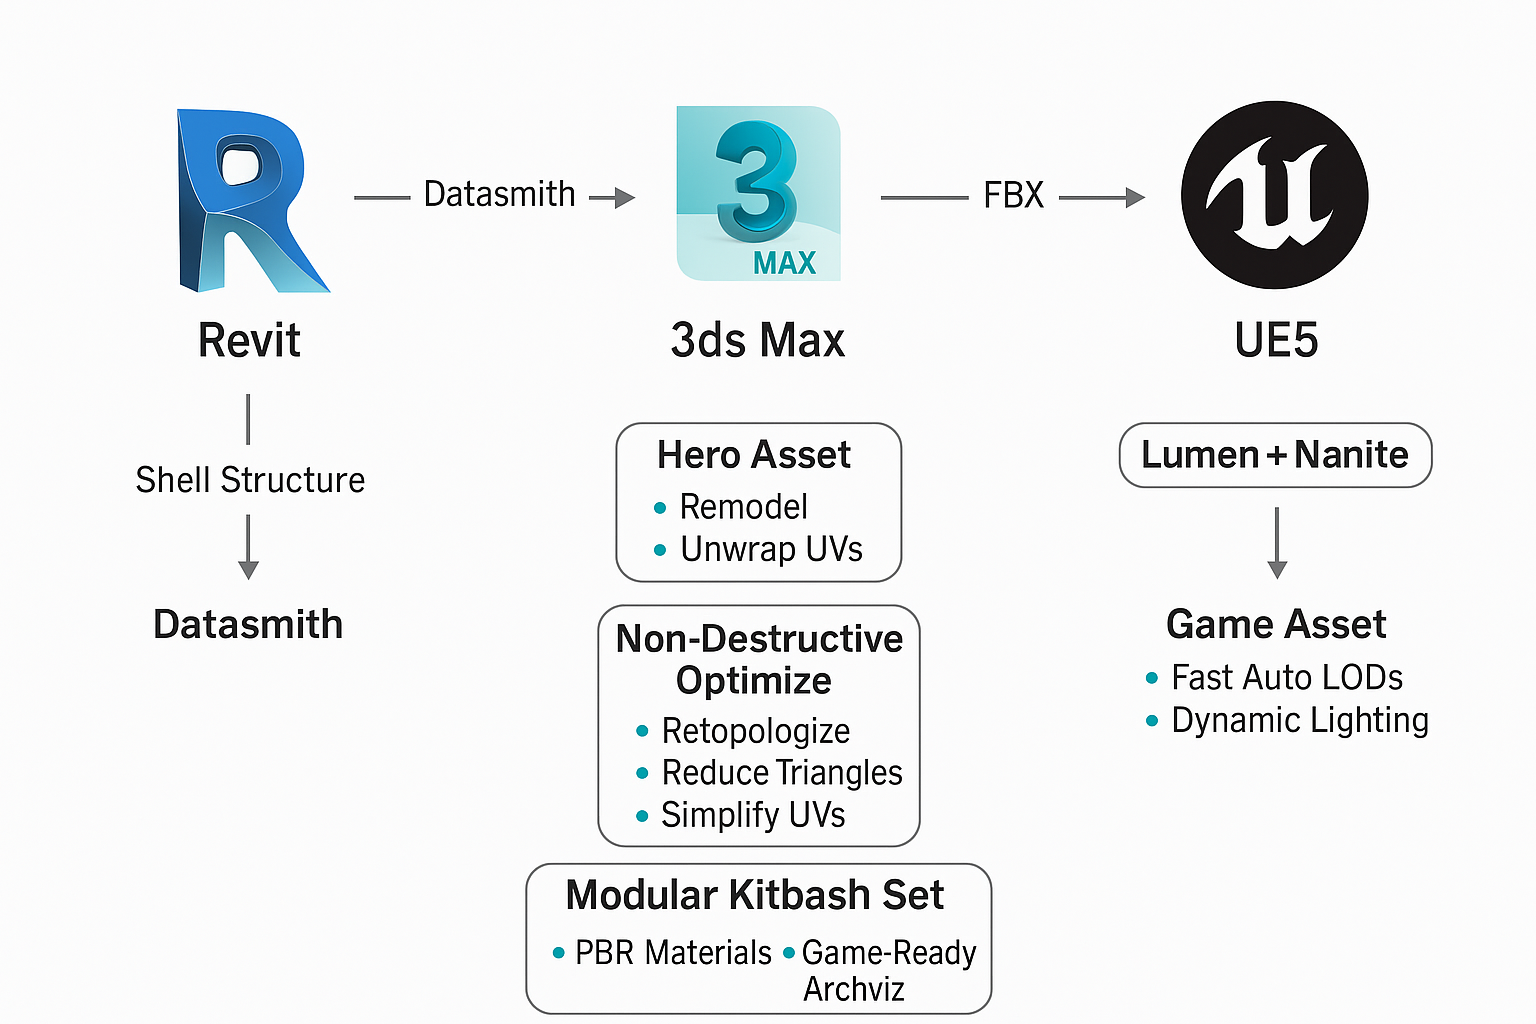 Datasmith
FBX
3
MAX
Revit
3ds Max
UE5
Shell Structure
Datasmith
Hero Asset
Remodel
Unwrap UVs
Non-Destructive
Optimize
Retopologize
Reduce Triangles
Simplify UVs
Modular Kitbash Set
PBR Materials
Game-Ready
Archviz
Lumen + Nanite
Game Asset
Fast Auto LODs
Dynamic Lighting